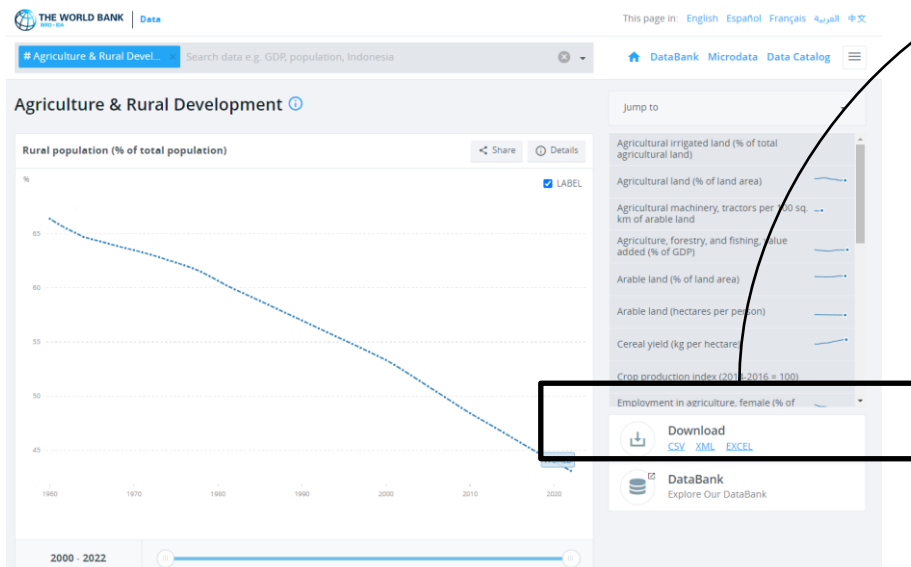 THE WORLD BANK
IBRD • IDA
Data
This page in: English Español Français العربية 中文
# Agriculture & Rural Devel... ×
Search data e.g. GDP, population, Indonesia
DataBank Microdata Data Catalog
Agriculture & Rural Development
Rural population (% of total population)
Share
Details
%
LABEL
65
60
55
50
45
1960 1970 1980 1990 2000 2010 2020
2000 - 2022
Jump to
Agricultural irrigated land (% of total
agricultural land)
Agricultural land (% of land area)
Agricultural machinery, tractors per 100 sq.
km of arable land
Agriculture, forestry, and fishing, value
added (% of GDP)
Arable land (% of land area)
Arable land (hectares per person)
Cereal yield (kg per hectare)
Crop production index (2014-2016 = 100)
Employment in agriculture, female (% of
Download
CSV XML EXCEL
DataBank
Explore Our DataBank